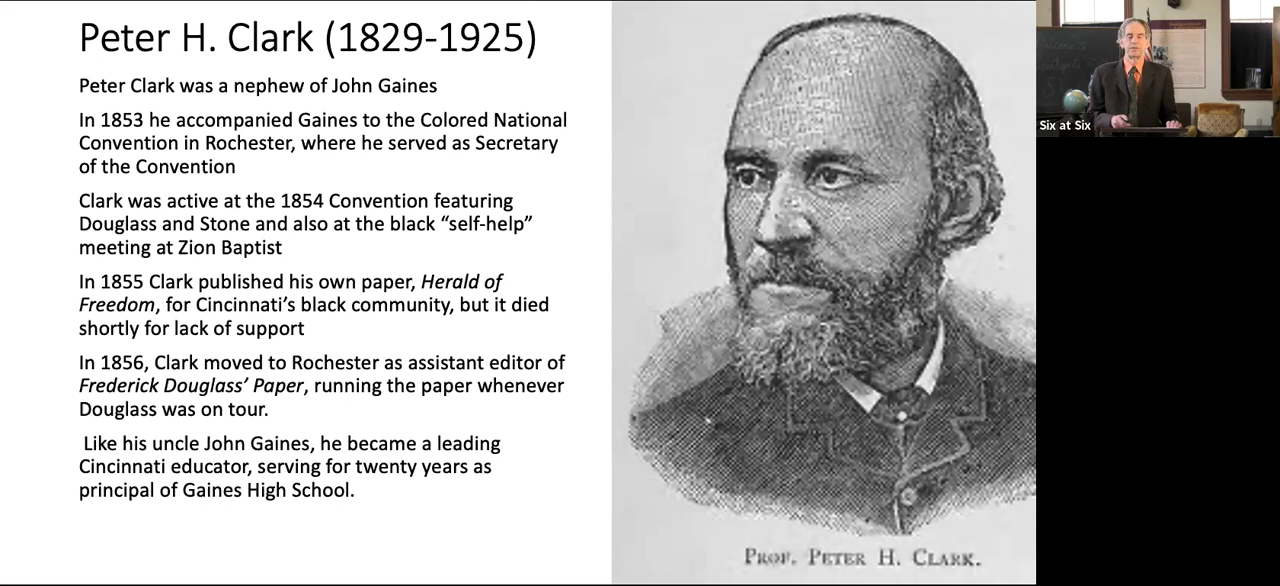 Peter H. Clark (1829-1925)
Peter Clark was a nephew of John Gaines
In 1853 he accompanied Gaines to the Colored National
Convention in Rochester, where he served as Secretary
of the Convention
Clark was active at the 1854 Convention featuring
Douglass and Stone and also at the black “self-help”
meeting at Zion Baptist
In 1855 Clark published his own paper, Herald of
Freedom, for Cincinnati’s black community, but it died
shortly for lack of support
In 1856, Clark moved to Rochester as assistant editor of
Frederick Douglass’ Paper, running the paper whenever
Douglass was on tour.
Like his uncle John Gaines, he became a leading
Cincinnati educator, serving for twenty years as
principal of Gaines High School.
PROF. PETER H. CLARK.
Six at Six